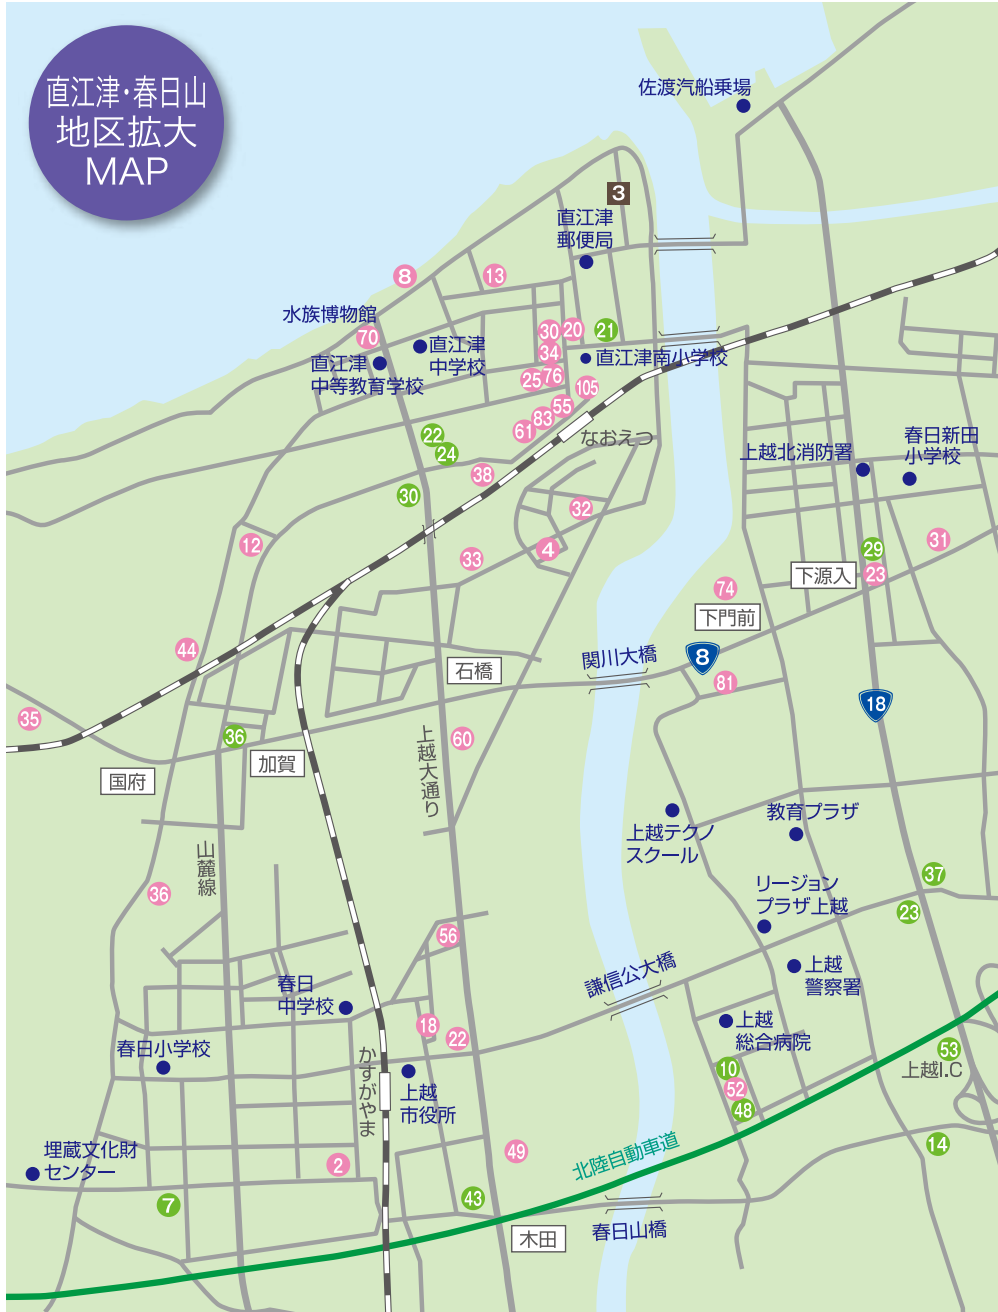 直江津・春日山
地区拡大
MAP
佐渡汽船乗場
3
直江津
郵便局
8
13
水族博物館
70
直江津
中学校
直江津
中等教育学校
30
20
21
34
直江津南小学校
25
76
105
55
83
61
なおえつ
22
24
38
30
32
12
33
4
上越北消防署
春日新田
小学校
29
31
23
下源入
74
下門前
44
関川大橋
8
石橋
81
18
35
36
加賀
国府
60
上越大通り
上越テクノ
スクール
教育プラザ
山麓線
36
リージョン
プラザ上越
37
23
56
謙信公大橋
上越
警察署
春日
中学校
18
22
上越
総合病院
春日小学校
かすがやま
上越
市役所
10
52
48
53
上越I.C
埋蔵文化財
センター
2
49
北陸自動車道
14
7
43
木田
春日山橋